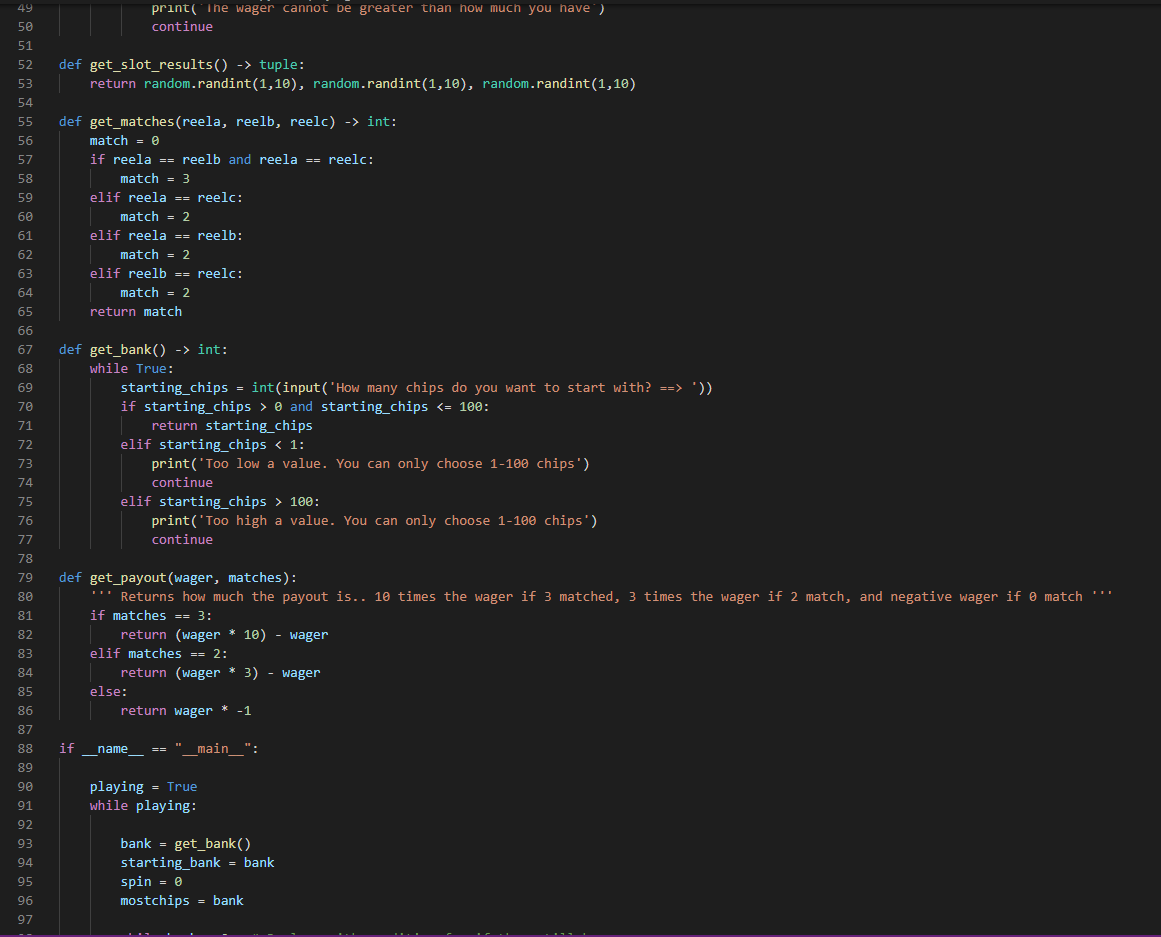 49 print('The wager cannot be greater than how much you have')
50 continue
51
52 def get_slot_results() -> tuple:
53 return random.randint(1,10), random.randint(1,10), random.randint(1,10)
54
55 def get_matches(reela, reelb, reelc) -> int:
56 match = 0
57 if reela == reelb and reela == reelc:
58 match = 3
59 elif reela == reelc:
60 match = 2
61 elif reela == reelb:
62 match = 2
63 elif reelb == reelc:
64 match = 2
65 return match
66
67 def get_bank() -> int:
68 while True:
69 starting_chips = int(input('How many chips do you want to start with? ==> '))
70 if starting_chips > 0 and starting_chips <= 100:
71 return starting_chips
72 elif starting_chips < 1:
73 print('Too low a value. You can only choose 1-100 chips')
74 continue
75 elif starting_chips > 100:
76 print('Too high a value. You can only choose 1-100 chips')
77 continue
78
79 def get_payout(wager, matches):
80 ''' Returns how much the payout is.. 10 times the wager if 3 matched, 3 times the wager if 2 match, and negative wager if 0 match '''
81 if matches == 3:
82 return (wager * 10) - wager
83 elif matches == 2:
84 return (wager * 3) - wager
85 else:
86 return wager * -1
87
88 if __name__ == "__main__":
89
90 playing = True
91 while playing:
92
93 bank = get_bank()
94 starting_bank = bank
95 spin = 0
96 mostchips = bank
97